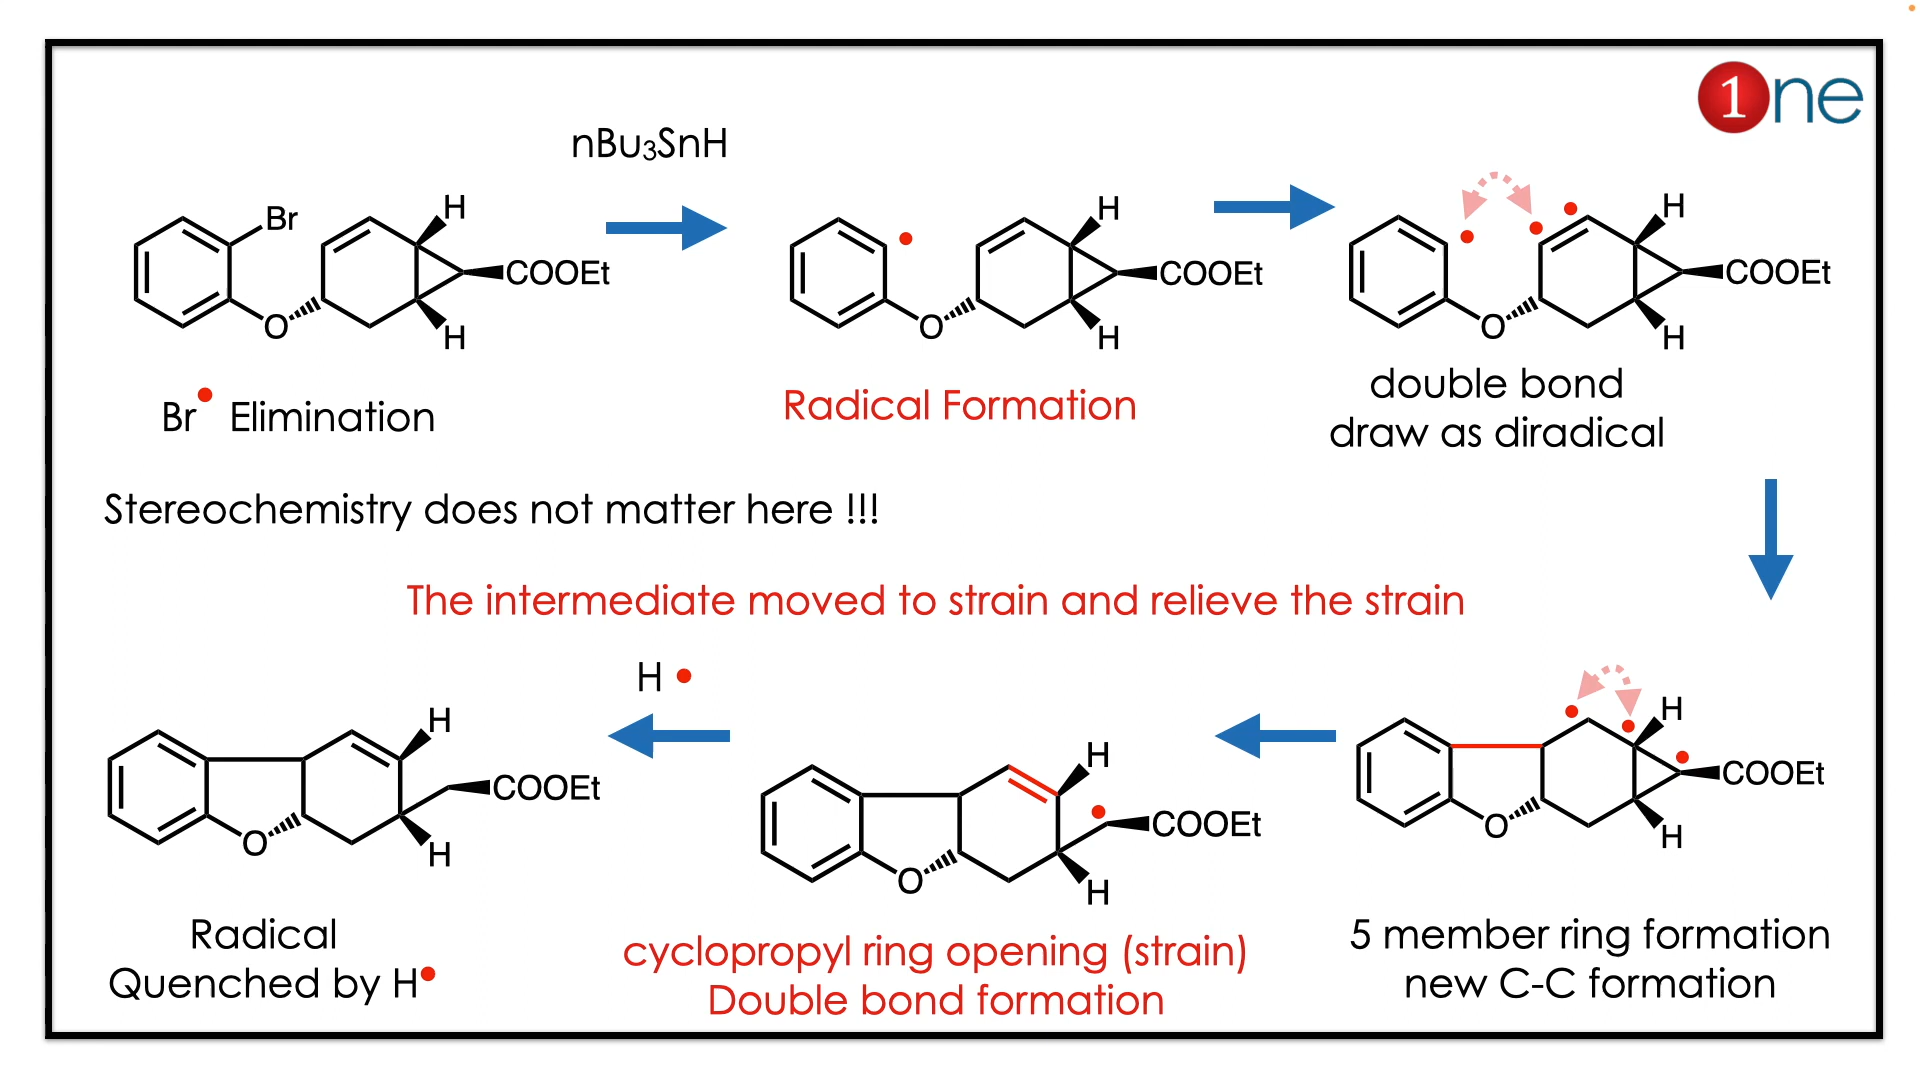 1ne
nBu₃SnH
Br
O
H
COOEt
H
O
H
COOEt
H
O
H
COOEt
H
Br• Elimination
Radical Formation
double bond
draw as diradical
Stereochemistry does not matter here !!!
The intermediate moved to strain and relieve the strain
H •
O
H
COOEt
H
O
H
COOEt
H
O
H
COOEt
H
Radical
Quenched by H•
cyclopropyl ring opening (strain)
Double bond formation
5 member ring formation
new C-C formation